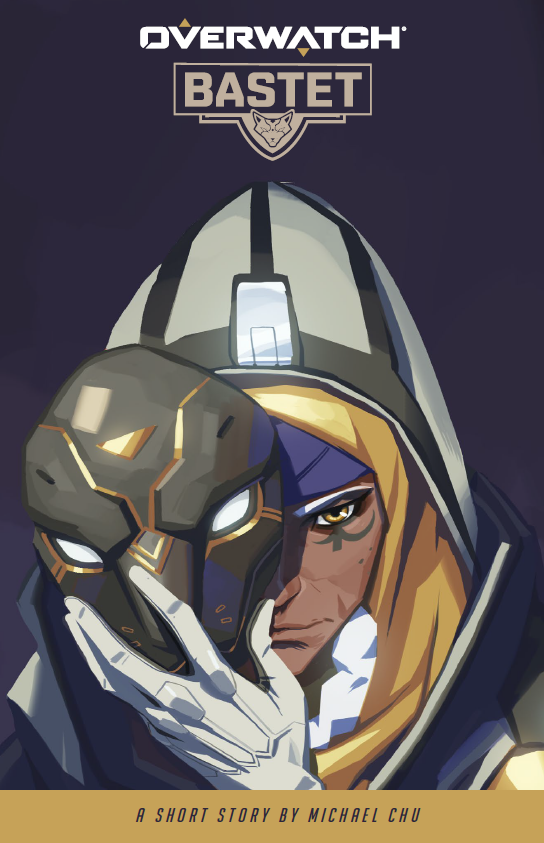 OVERWATCH
BASTET
A SHORT STORY BY MICHAEL CHU